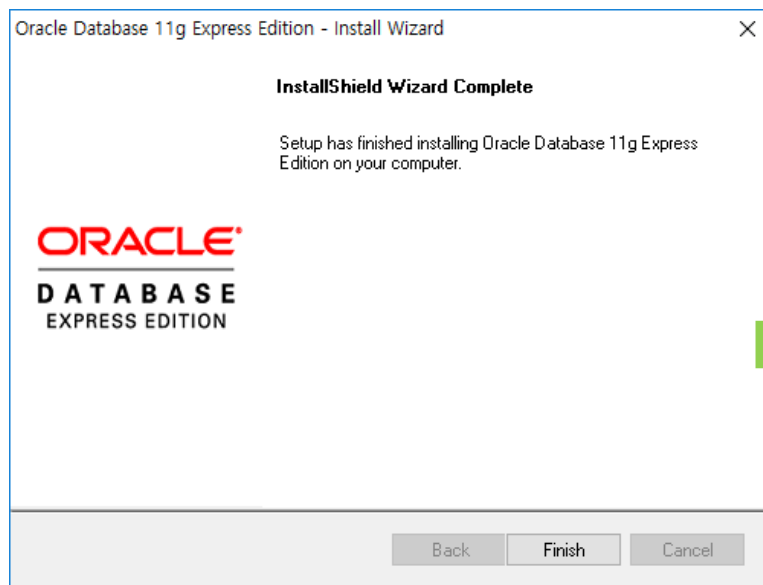 Oracle Database 11g Express Edition - Install Wizard
InstallShield Wizard Complete
Setup has finished installing Oracle Database 11g Express
Edition on your computer.
ORACLE®
DATABASE
EXPRESS EDITION
Back
Finish
Cancel